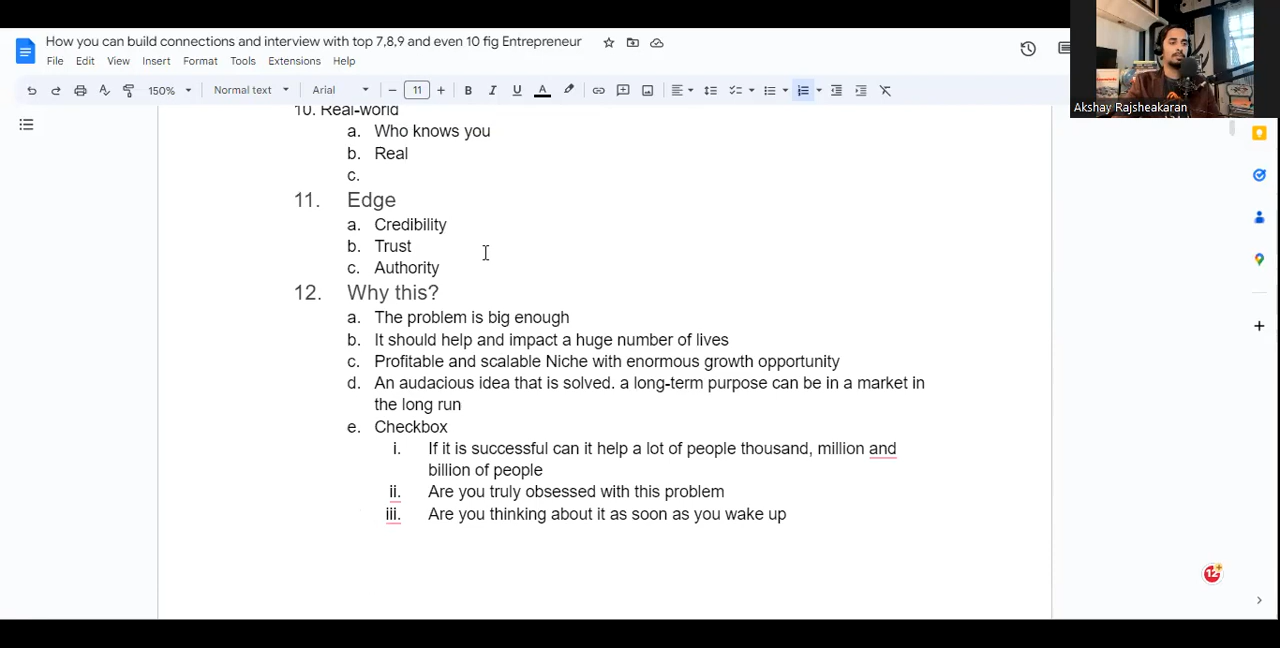 How you can build connections and interview with top 7,8,9 and even 10 fig Entrepreneur
File Edit View Insert Format Tools Extensions Help
150% Normal text Arial − 11 + B I U A
Akshay Rajsheakaran
10. Real-world
a. Who knows you
b. Real
c.
11. Edge
a. Credibility
b. Trust
c. Authority
12. Why this?
a. The problem is big enough
b. It should help and impact a huge number of lives
c. Profitable and scalable Niche with enormous growth opportunity
d. An audacious idea that is solved. a long-term purpose can be in a market in
the long run
e. Checkbox
i. If it is successful can it help a lot of people thousand, million and
billion of people
ii. Are you truly obsessed with this problem
iii. Are you thinking about it as soon as you wake up
12